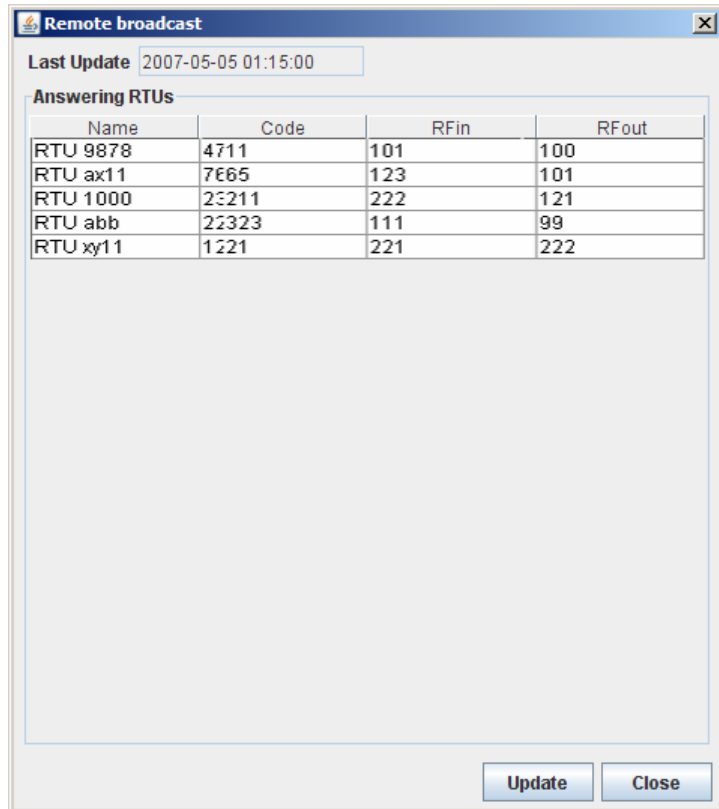 Remote broadcast
Last Update 2007-05-05 01:15:00
Answering RTUs
Name Code RFin RFout
RTU 9878 4711 101 100
RTU ax11 101 123 101
RTU 1000 222 121
RTU abb 22323 111 99
RTU xy11 1221 221 222
Update Close